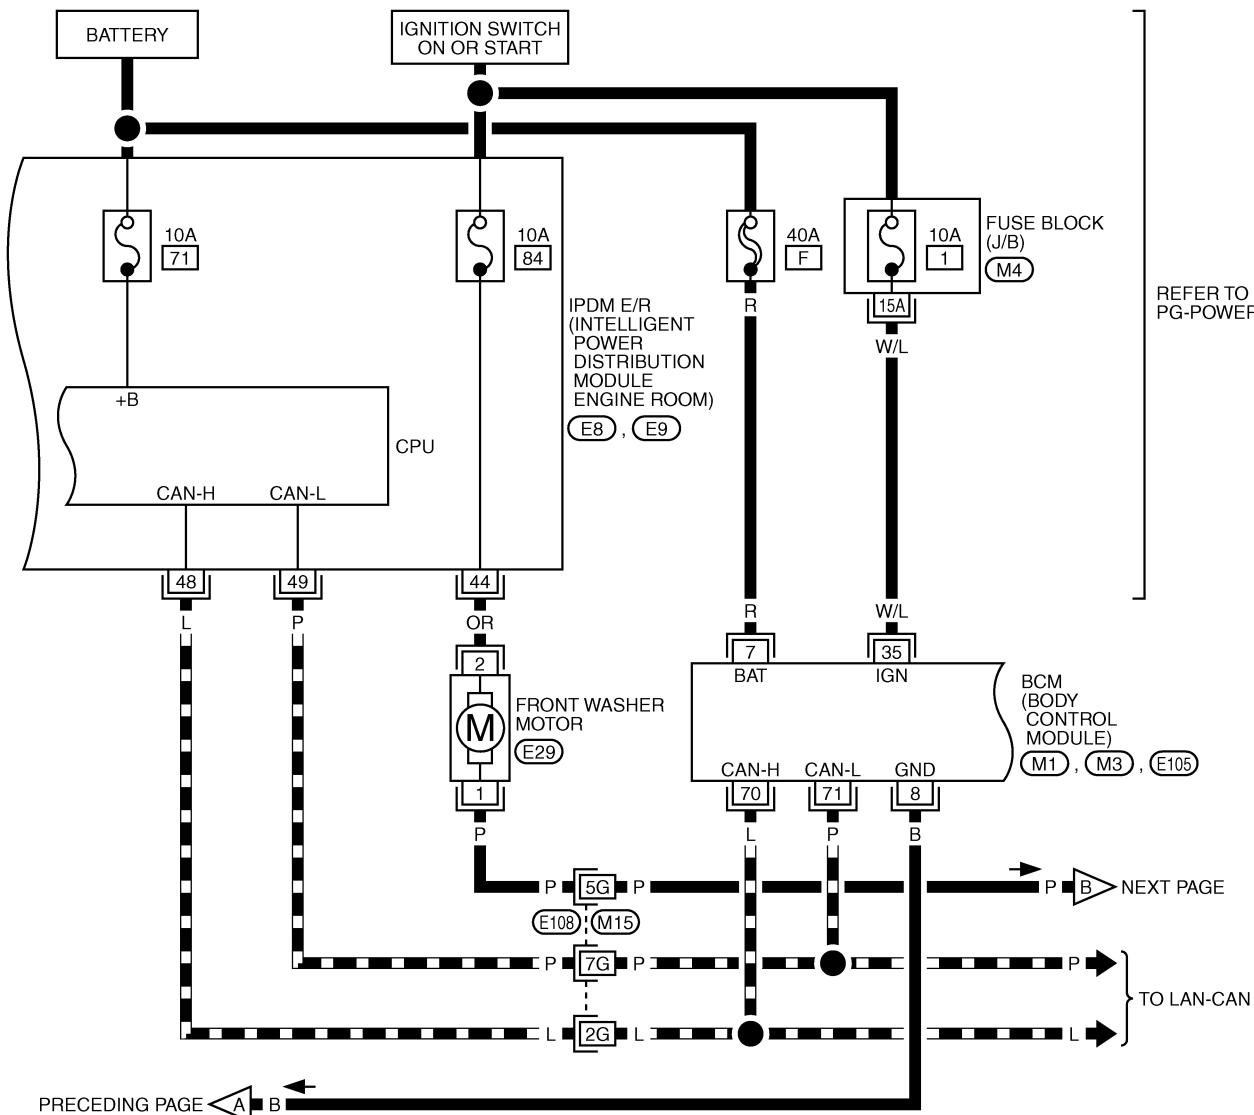 BATTERY
IGNITION SWITCH
ON OR START
10A
71
10A
84
40A
F
10A
1
FUSE BLOCK
(J/B)
M4
15A
R
W/L
REFER TO
PG-POWER
IPDM E/R
(INTELLIGENT
POWER
DISTRIBUTION
MODULE
ENGINE ROOM)
E8 , E9
+B
CPU
CAN-H
CAN-L
48
49
44
L
P
OR
R
W/L
2
7
35
BAT
IGN
M
FRONT WASHER
MOTOR
E29
BCM
(BODY
CONTROL
MODULE)
M1 , M3 , E105
CAN-H
CAN-L
GND
1
70
71
8
P
L
P
B
P
5G
P
P
B
NEXT PAGE
E108
M15
P
7G
P
P
TO LAN-CAN
L
2G
L
L
PRECEDING PAGE
A
B